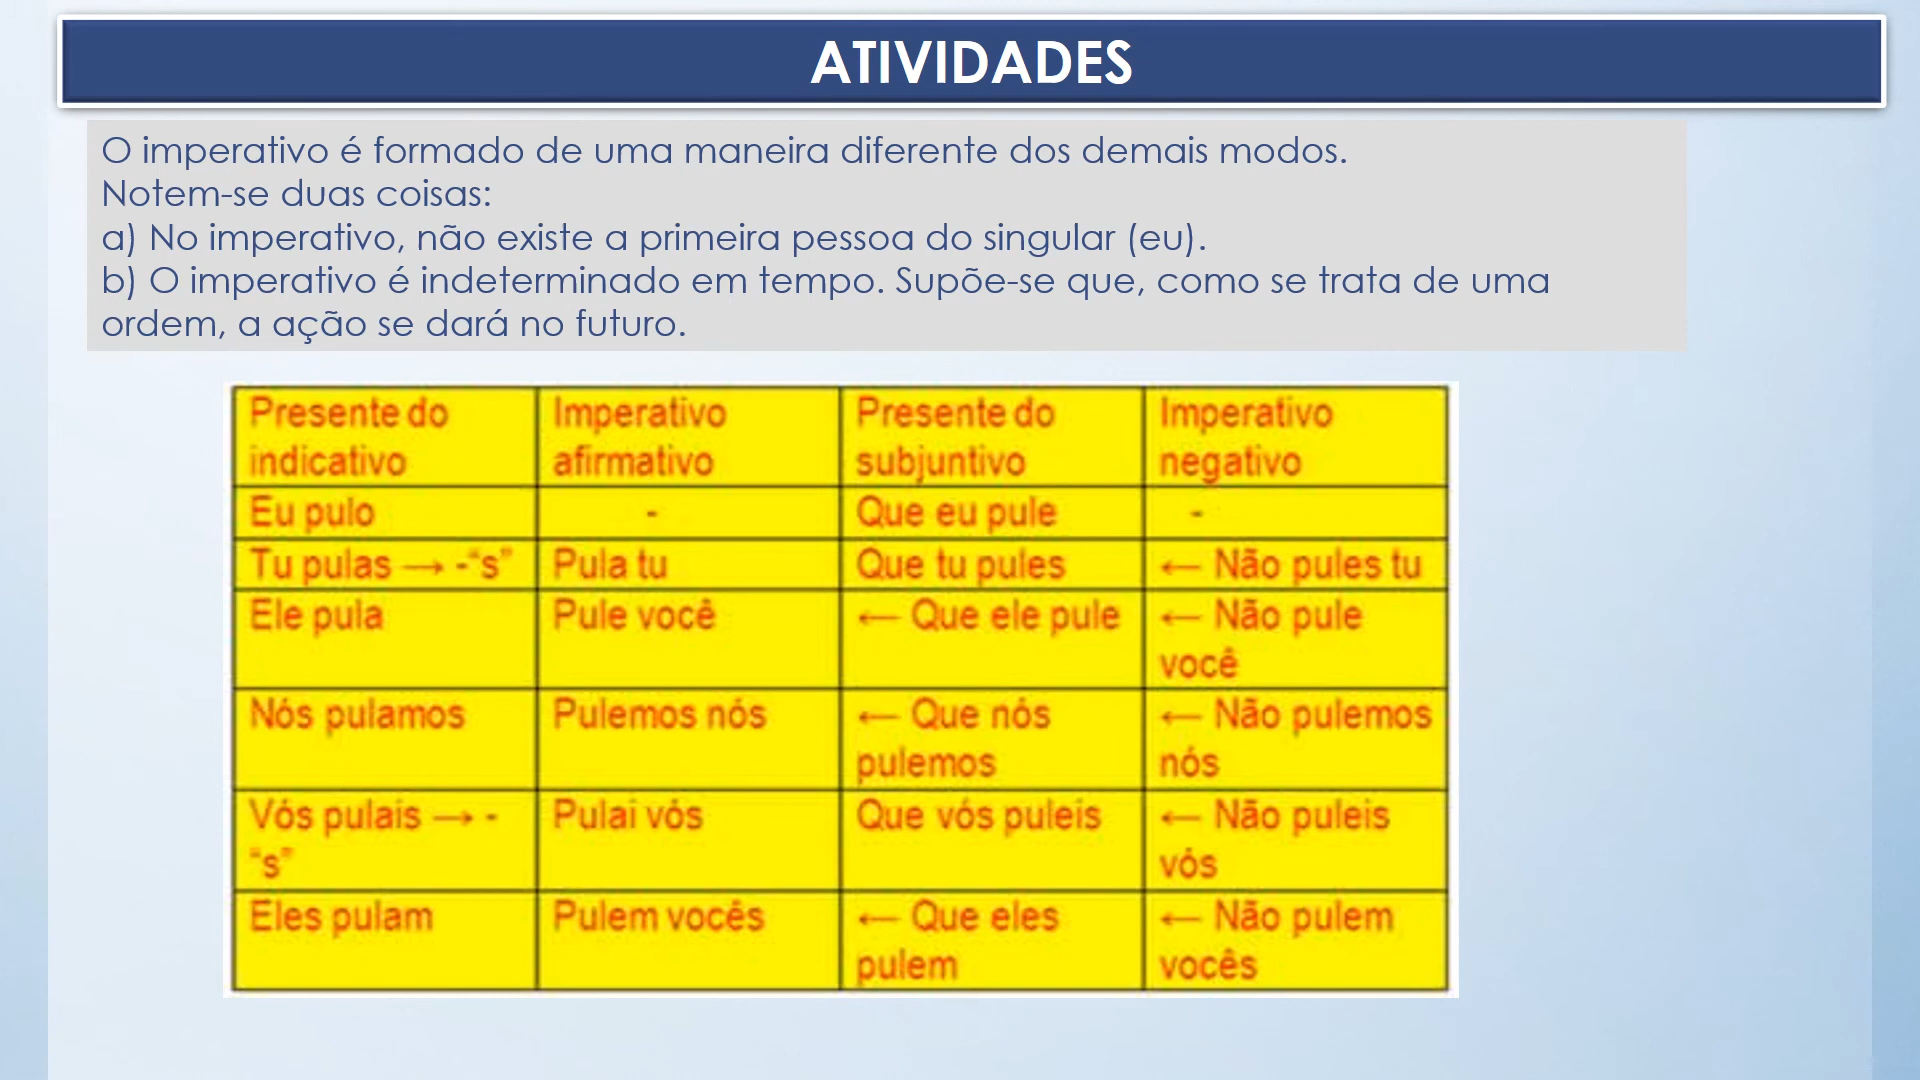 ATIVIDADES
O imperativo é formado de uma maneira diferente dos demais modos.
Notem-se duas coisas:
a) No imperativo, não existe a primeira pessoa do singular (eu).
b) O imperativo é indeterminado em tempo. Supõe-se que, como se trata de uma
ordem, a ação se dará no futuro.
Presente do
indicativo
Imperativo
afirmativo
Presente do
subjuntivo
Imperativo
negativo
Eu pulo
-
Que eu pule
-
Tu pulas → -“s”
Pula tu
Que tu pules
← Não pules tu
Ele pula
Pule você
← Que ele pule
← Não pule
você
Nós pulamos
Pulemos nós
← Que nós
pulemos
← Não pulemos
nós
Vós pulais → -
“s”
Pulai vós
Que vós puleis
← Não puleis
vós
Eles pulam
Pulem vocês
← Que eles
pulem
← Não pulem
vocês